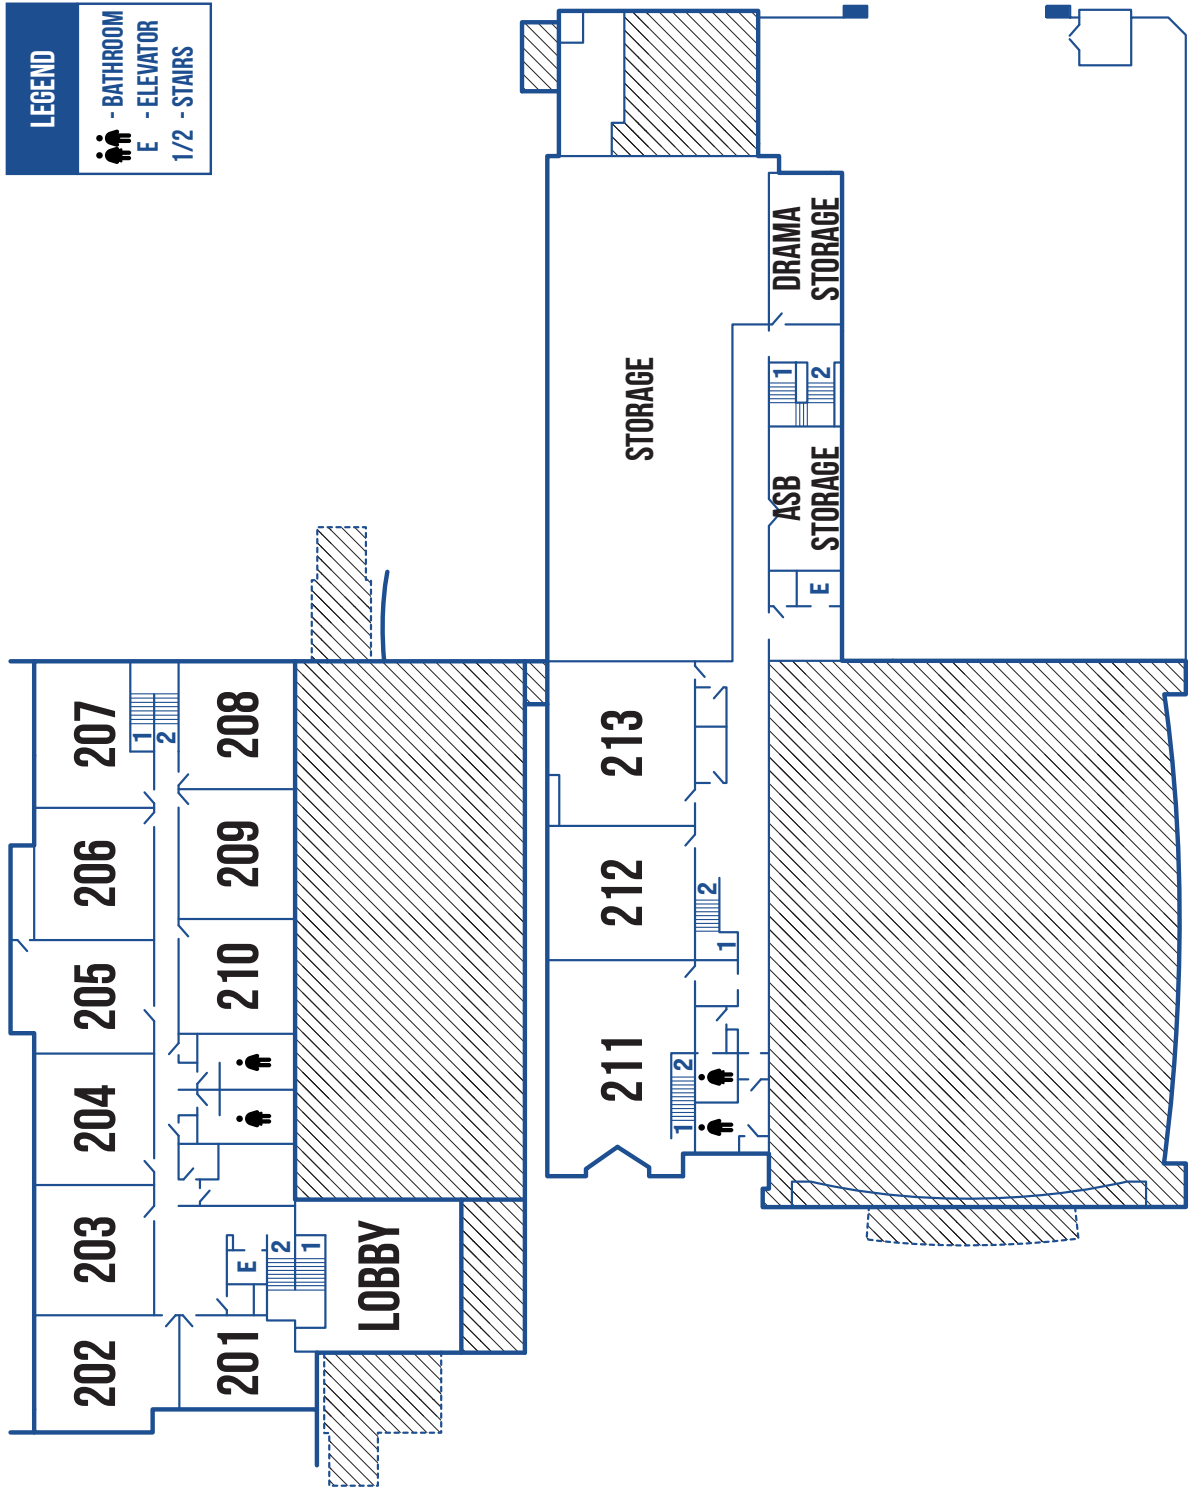 LEGEND
- BATHROOM
E - ELEVATOR
1/2 - STAIRS
207
206
205
204
203
202
1
2
208
209
210
E
2
1
201
LOBBY
STORAGE
DRAMA
STORAGE
1
2
ASB
STORAGE
E
213
212
211
2
1
2
1